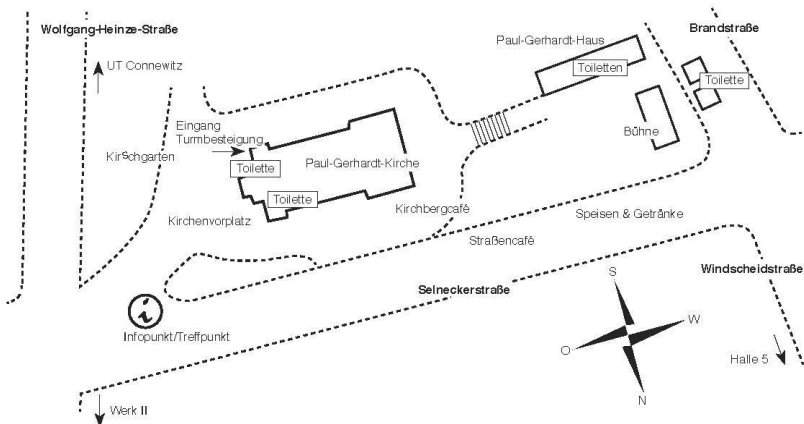 Wolfgang-Heinze-Straße
UT Connewitz
Paul-Gerhardt-Haus
Brandstraße
Toiletten
Toilette
Eingang
Turmbesteigung
Kirschgarten
Toilette
Paul-Gerhardt-Kirche
Bühne
Toilette
Kirchenvorplatz
Kirchbergcafé
Speisen & Getränke
Straßencafé
Selneckerstraße
Windscheidstraße
S
W
O
N
i
Infopunkt/Treffpunkt
Halle 5
Werk II